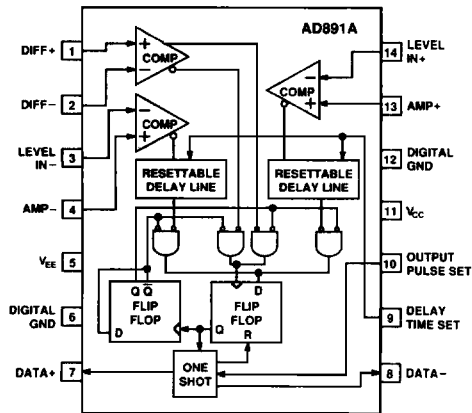 AD891A
DIFF+ 1
DIFF- 2
LEVEL
IN- 3
AMP- 4
VEE 5
DIGITAL
GND 6
DATA+ 7
14 LEVEL
IN+
13 AMP+
12 DIGITAL
GND
11 VCC
10 OUTPUT
PULSE SET
9 DELAY
TIME SET
8 DATA-
+
COMP
-
-
COMP
+
-
COMP
+
RESETTABLE
DELAY LINE
RESETTABLE
DELAY LINE
Q Q̅
FLIP
FLOP
D
D
FLIP
Q FLOP
R
ONE
SHOT